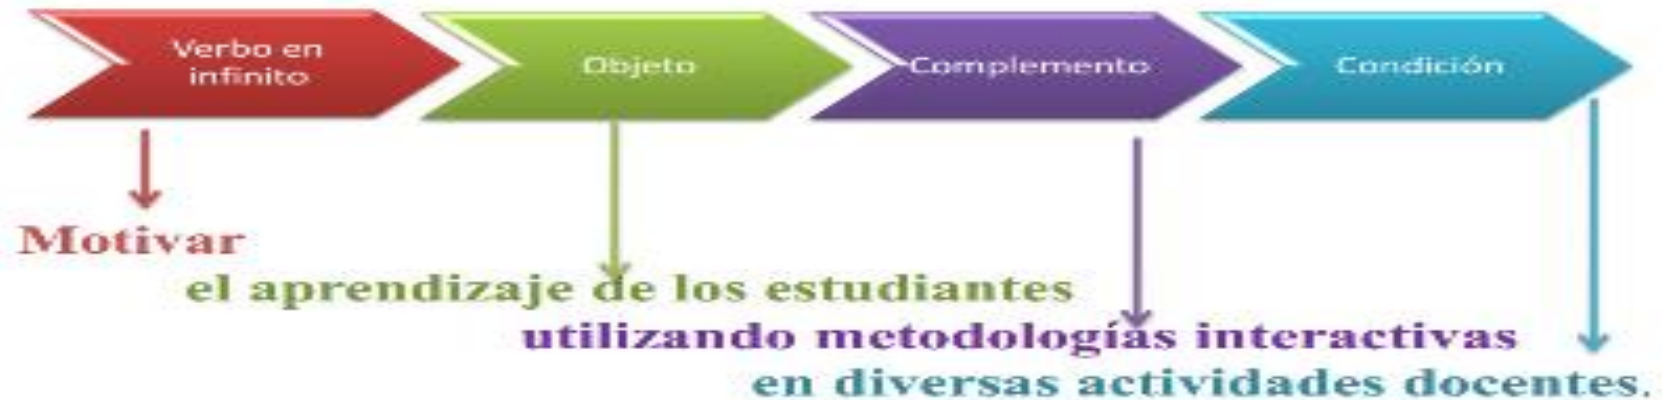 Verbo en
infinito
Objeto
Complemento
Condición
Motivar
el aprendizaje de los estudiantes
utilizando metodologías interactivas
en diversas actividades docentes.